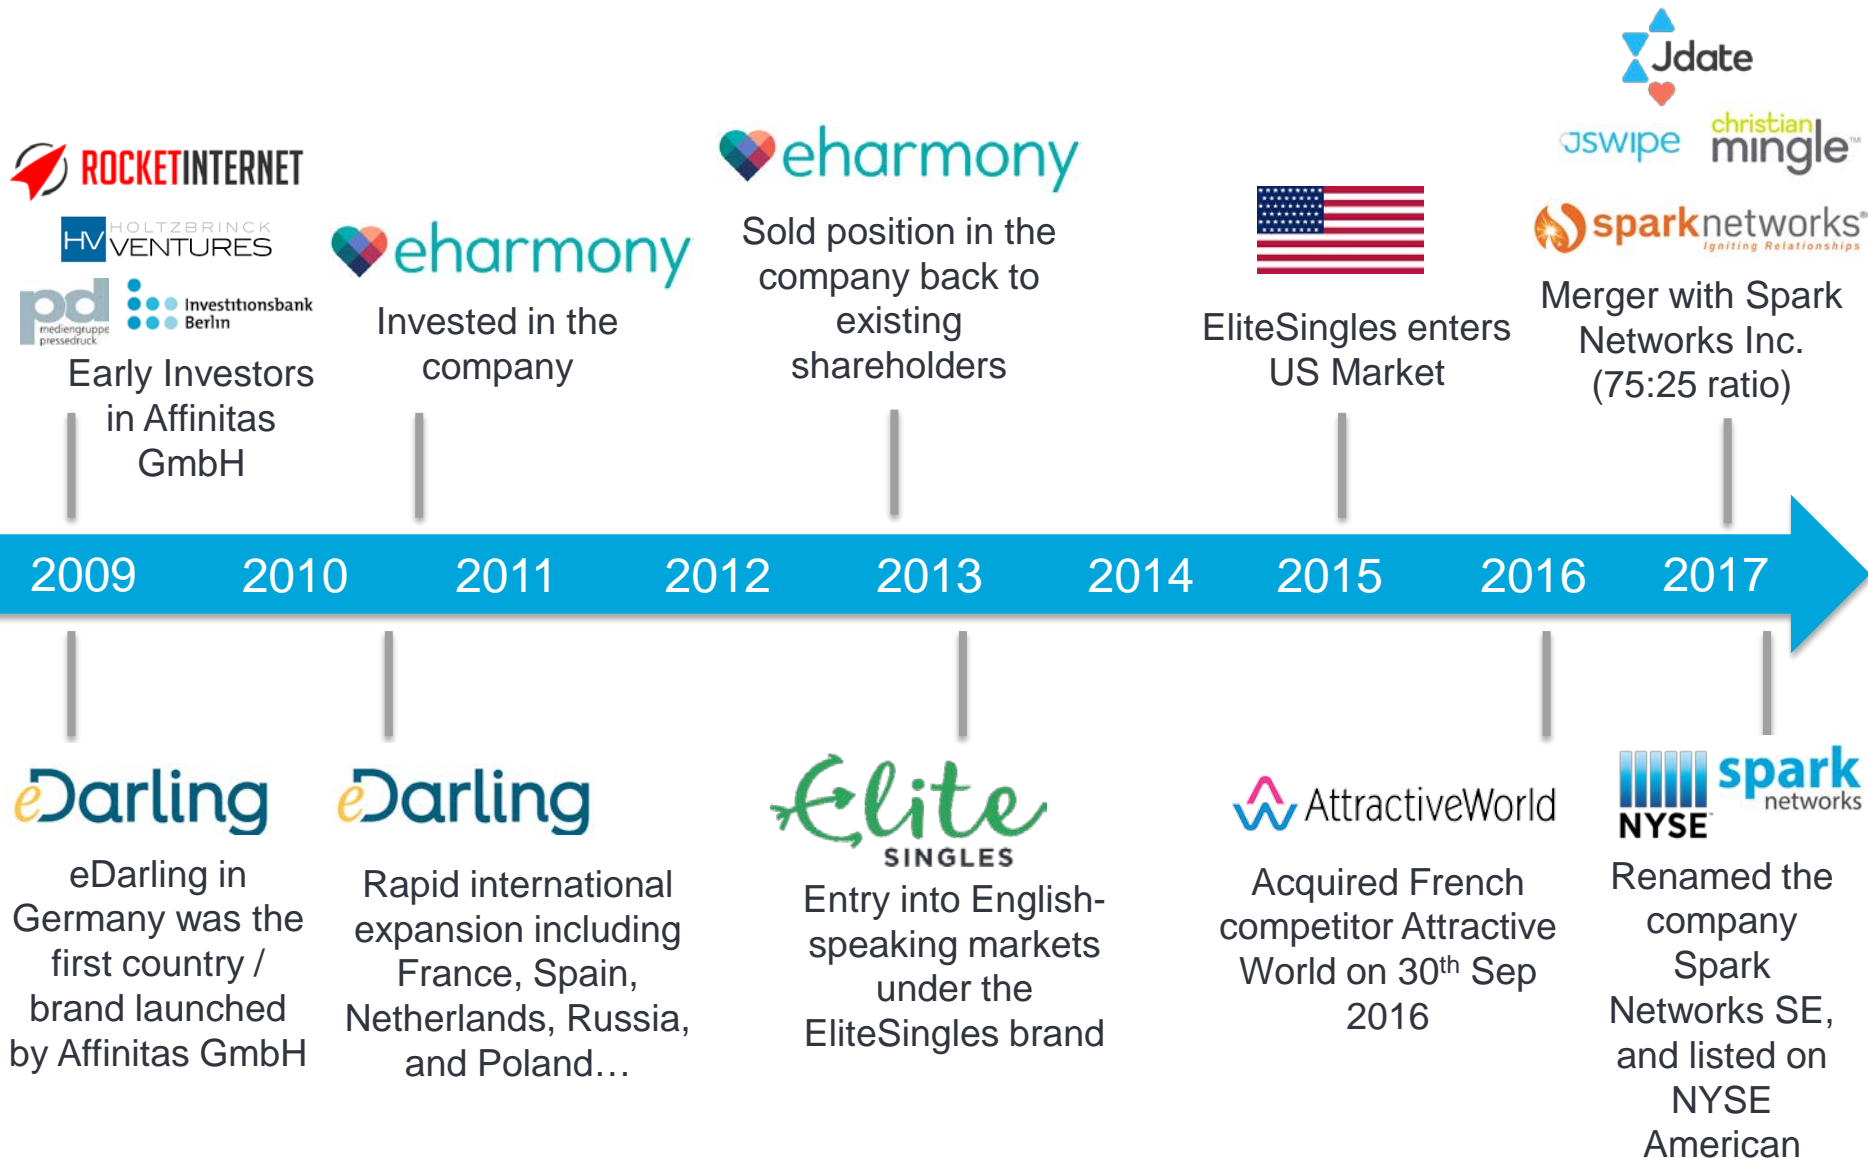 ROCKETINTERNET
HV HOLTZBRINCK
VENTURES
pd
mediengruppe
pressedruck
Investitionsbank
Berlin
Early Investors
in Affinitas
GmbH
eharmony
Invested in the
company
eharmony
Sold position in the
company back to
existing
shareholders
EliteSingles enters
US Market
Jdate
JSWIPE
christian
mingle™
sparknetworks®
Igniting Relationships
Merger with Spark
Networks Inc.
(75:25 ratio)
2009 2010 2011 2012 2013 2014 2015 2016 2017
eDarling
eDarling in
Germany was the
first country /
brand launched
by Affinitas GmbH
eDarling
Rapid international
expansion including
France, Spain,
Netherlands, Russia,
and Poland…
Elite
SINGLES
Entry into English-
speaking markets
under the
EliteSingles brand
AttractiveWorld
Acquired French
competitor Attractive
World on 30th Sep
2016
NYSE™
spark
networks
Renamed the
company
Spark
Networks SE,
and listed on
NYSE
American